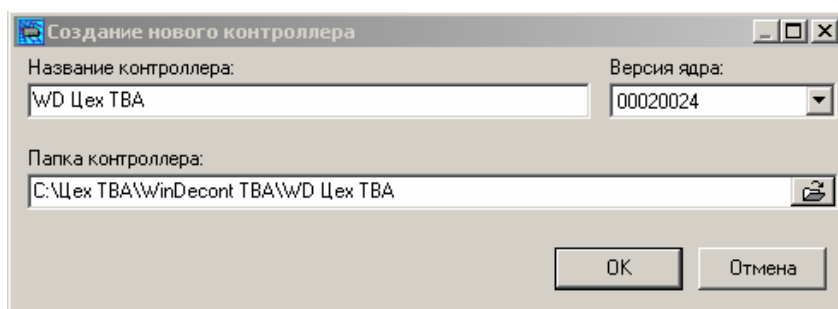 Создание нового контроллера
Название контроллера:
Версия ядра:
WD Цех ТВА
00020024
Папка контроллера:
C:\Цех ТВА\WinDecont ТВА\WD Цех ТВА
OK
Отмена